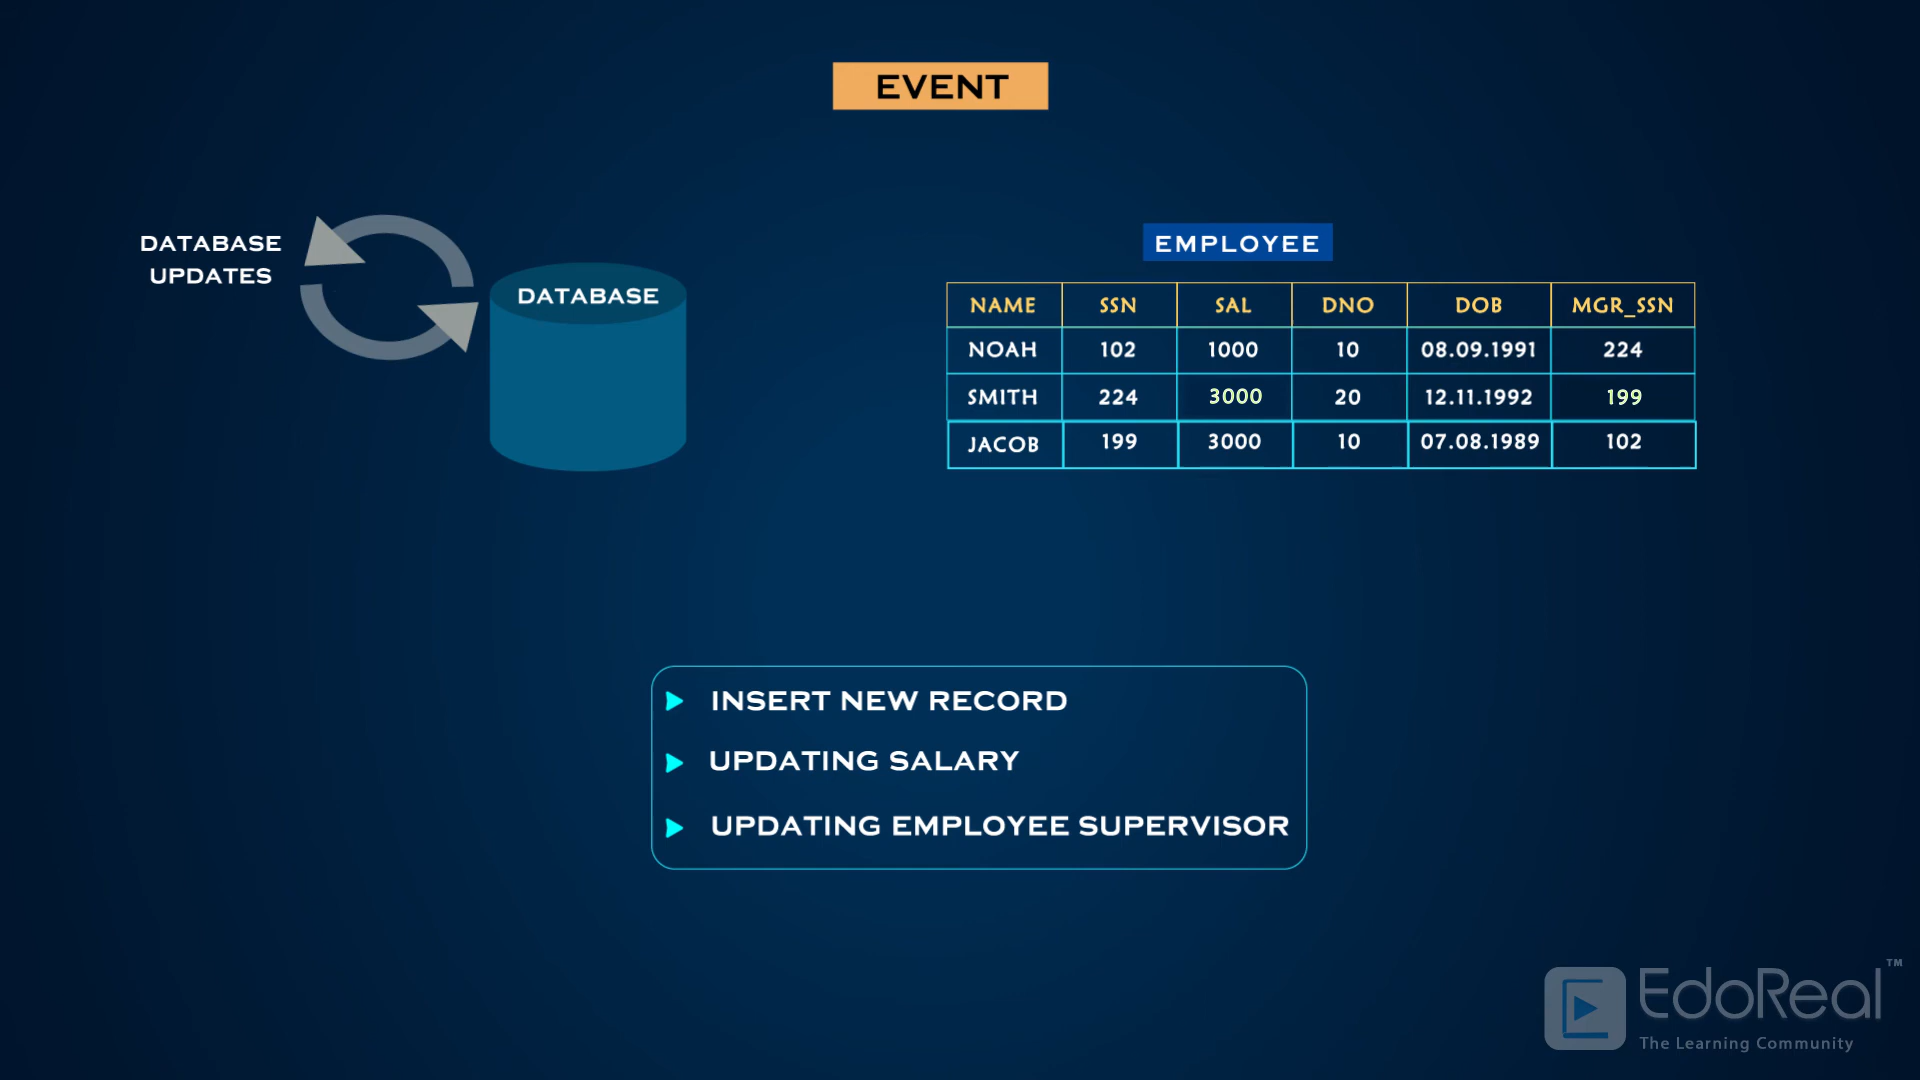 EVENT
DATABASE
UPDATES
DATABASE
EMPLOYEE
NAME SSN SAL DNO DOB MGR_SSN
NOAH 102 1000 10 08.09.1991 224
SMITH 224 3000 20 12.11.1992 199
JACOB 199 3000 10 07.08.1989 102
INSERT NEW RECORD
UPDATING SALARY
UPDATING EMPLOYEE SUPERVISOR
EdoReal™
The Learning Community